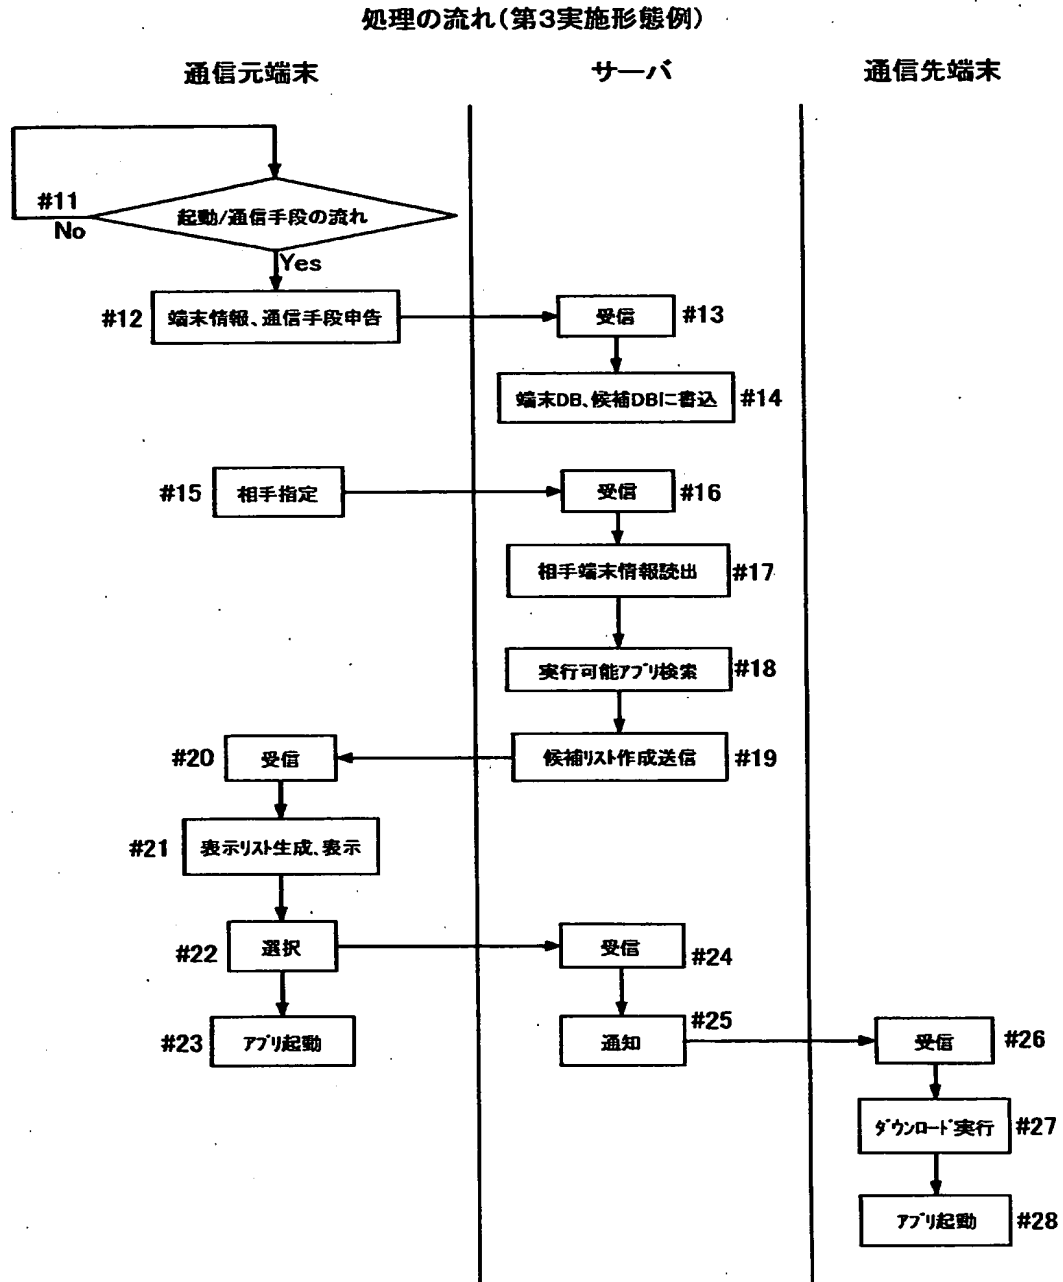 処理の流れ(第3実施形態例)
通信元端末
サーバ
通信先端末
#11
起動/通信手段の流れ
No
Yes
#12
端末情報、通信手段申告
受信
#13
端末DB、候補DBに書込
#14
#15
相手指定
受信
#16
相手端末情報読出
#17
実行可能アプリ検索
#18
#20
受信
候補リスト作成送信
#19
#21
表示リスト生成、表示
#22
選択
受信
#24
#23
アプリ起動
通知
#25
受信
#26
ダウンロード実行
#27
アプリ起動
#28